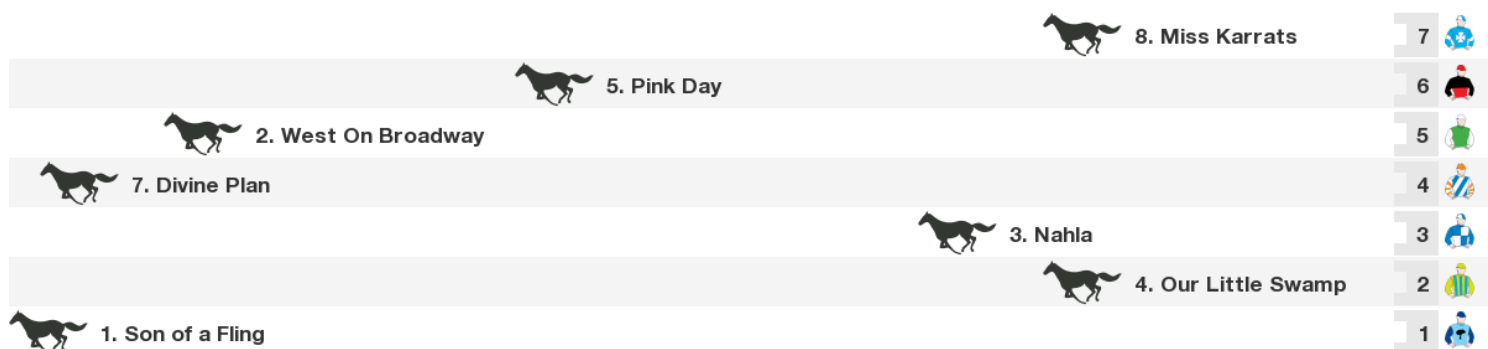 8. Miss Karrats 7
5. Pink Day 6
2. West On Broadway 5
7. Divine Plan 4
3. Nahla 3
4. Our Little Swamp 2
1. Son of a Fling 1